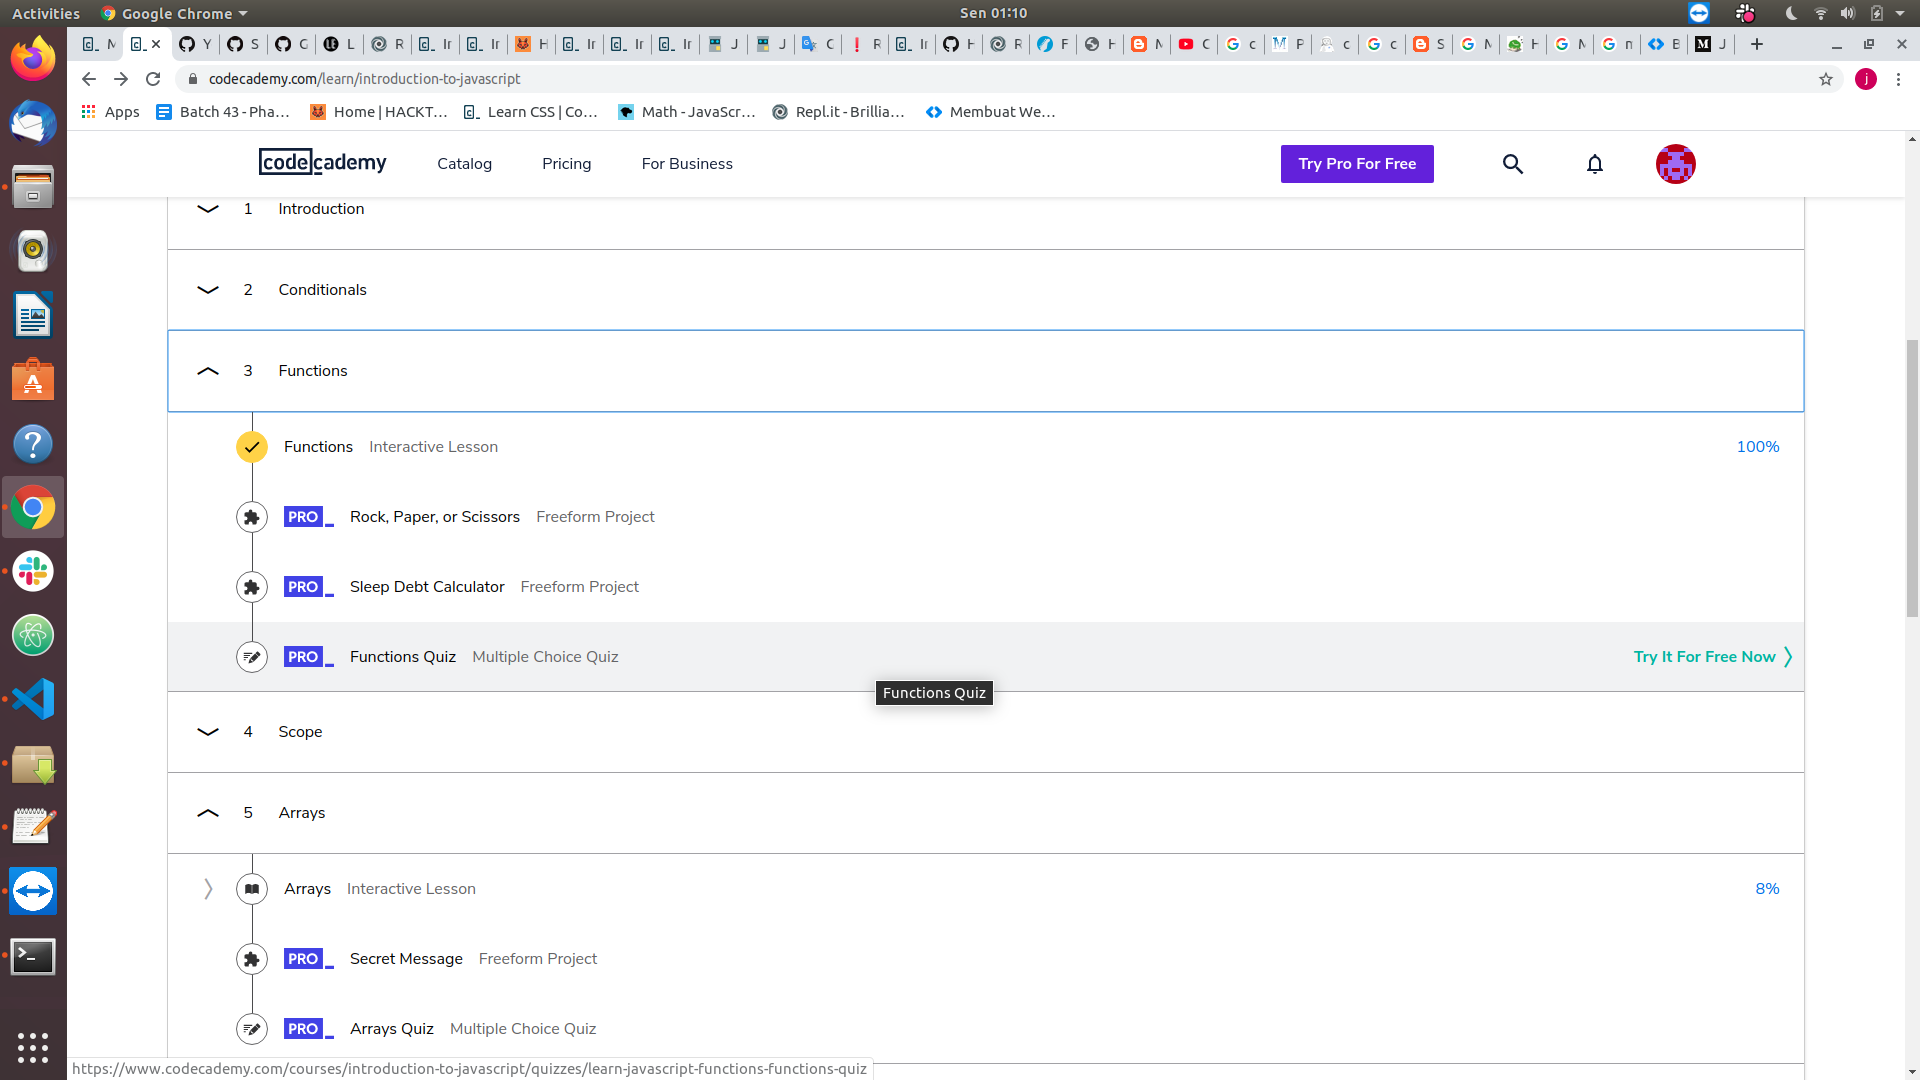 Activities Google Chrome Sen 01:10
codecademy.com/learn/introduction-to-javascript j
Apps Batch 43 - Pha... Home | HACKT... Learn CSS | Co... Math - JavaScr... Repl.it - Brillia... Membuat We...
codecademy Catalog Pricing For Business Try Pro For Free
1 Introduction
2 Conditionals
3 Functions
Functions Interactive Lesson 100%
PRO Rock, Paper, or Scissors Freeform Project
PRO Sleep Debt Calculator Freeform Project
PRO Functions Quiz Multiple Choice Quiz Try It For Free Now
Functions Quiz
4 Scope
5 Arrays
Arrays Interactive Lesson 8%
PRO Secret Message Freeform Project
PRO Arrays Quiz Multiple Choice Quiz
https://www.codecademy.com/courses/introduction-to-javascript/quizzes/learn-javascript-functions-functions-quiz